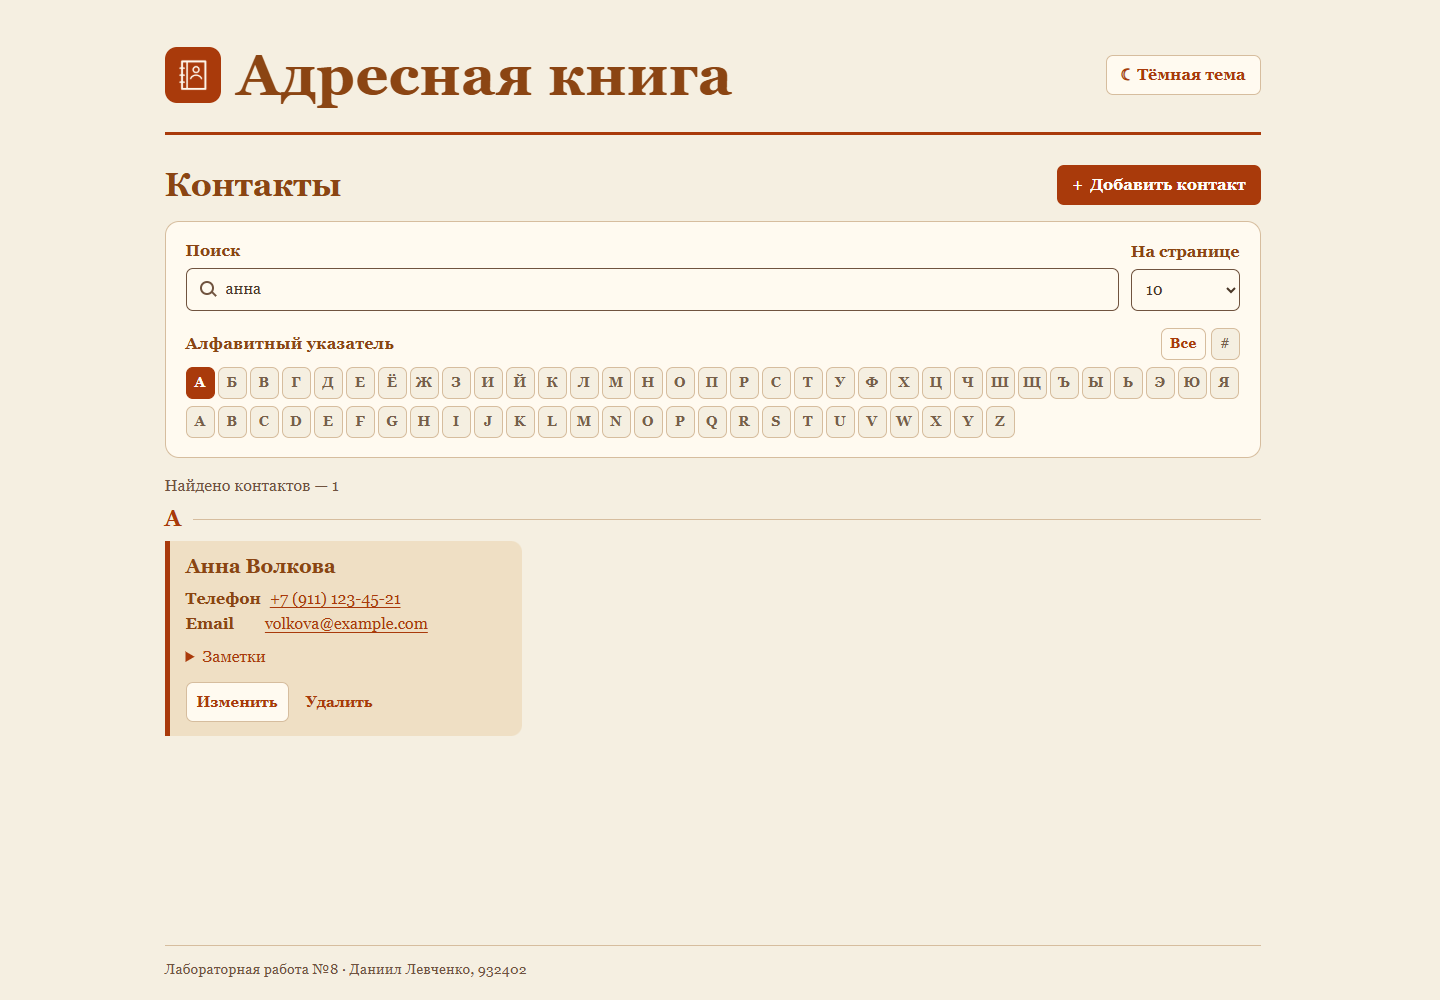 Адресная книга
☾ Тёмная тема
Контакты
+ Добавить контакт
Поиск
На странице
анна
10
Алфавитный указатель
Все #
А Б В Г Д Е Ё Ж З И Й К Л М Н О П Р С Т У Ф Х Ц Ч Ш Щ Ъ Ы Ь Э Ю Я
A B C D E F G H I J K L M N O P Q R S T U V W X Y Z
Найдено контактов — 1
А
Анна Волкова
Телефон +7 (911) 123-45-21
Email volkova@example.com
▶ Заметки
Изменить Удалить
Лабораторная работа №8 · Даниил Левченко, 932402